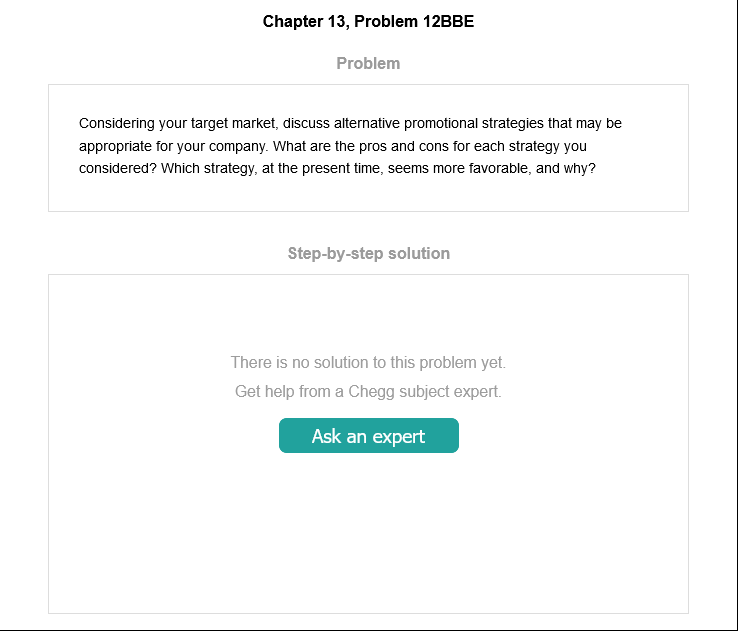 Chapter 13, Problem 12BBE
Problem
Considering your target market, discuss alternative promotional strategies that may be
appropriate for your company. What are the pros and cons for each strategy you
considered? Which strategy, at the present time, seems more favorable, and why?
Step-by-step solution
There is no solution to this problem yet.
Get help from a Chegg subject expert.
Ask an expert